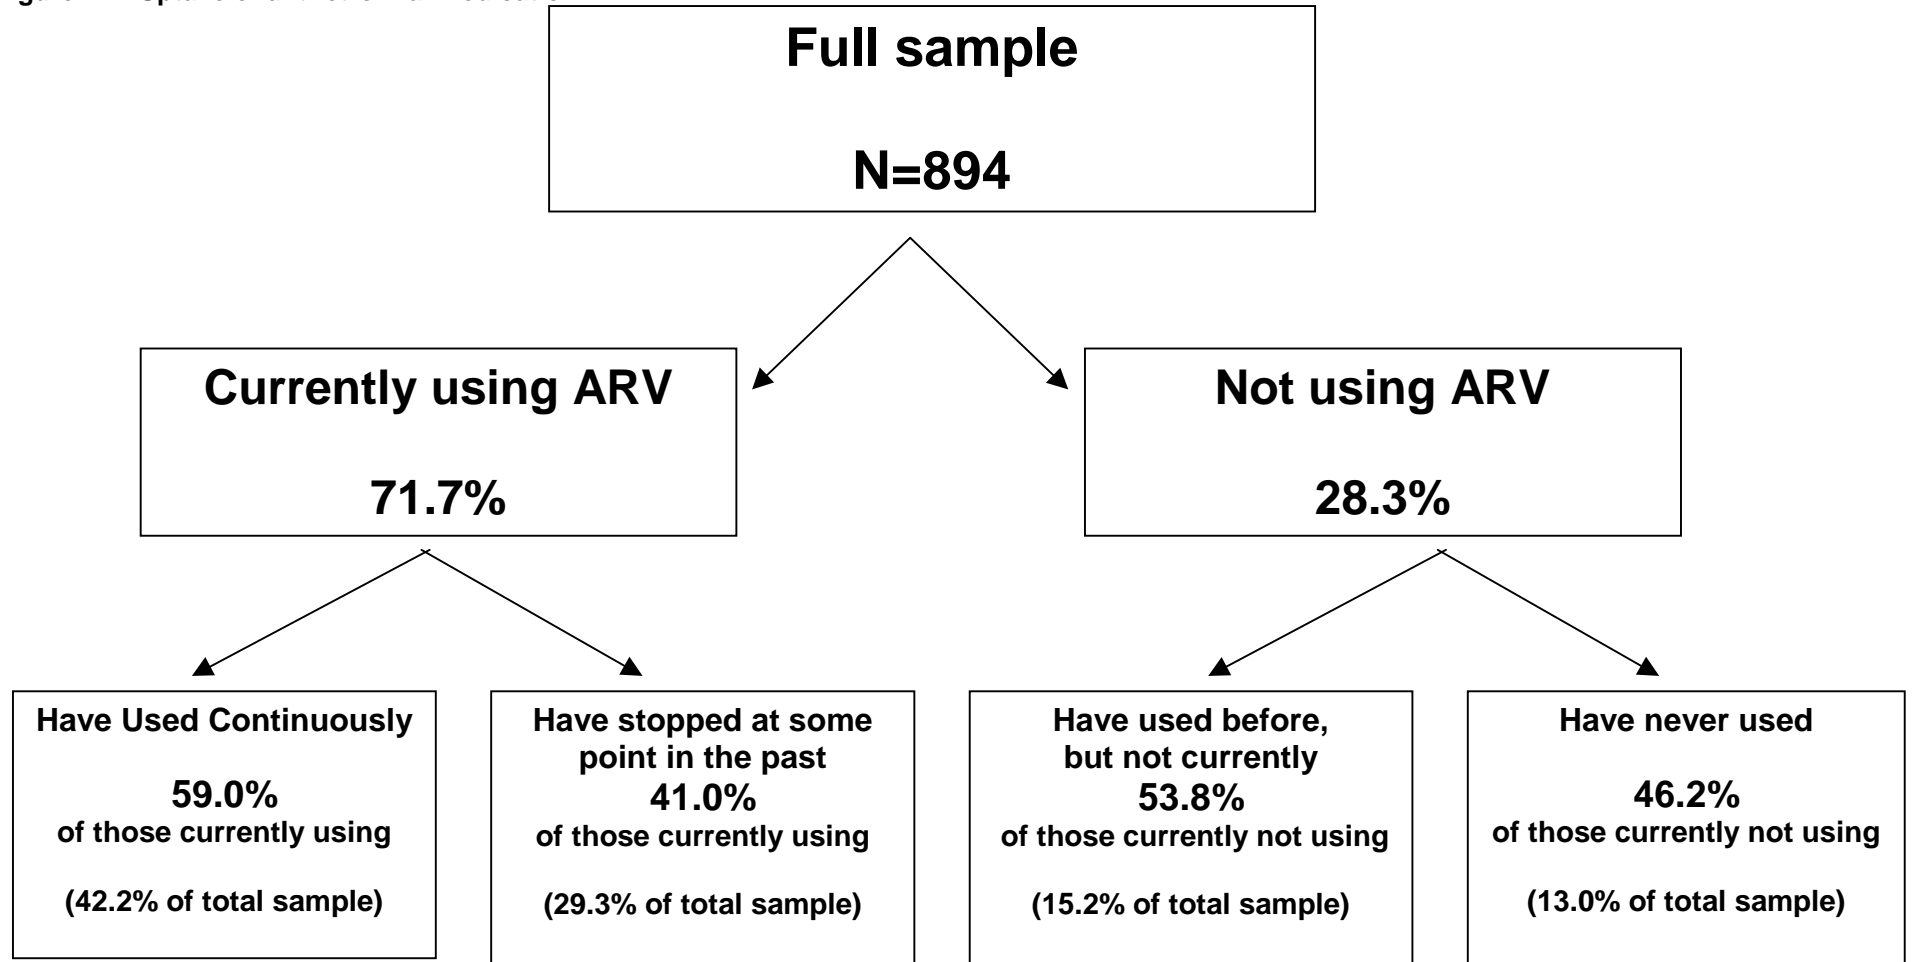 Full sample
N=894
Currently using ARV
71.7%
Not using ARV
28.3%
Have Used Continuously
59.0%
of those currently using
(42.2% of total sample)
Have stopped at some
point in the past
41.0%
of those currently using
(29.3% of total sample)
Have used before,
but not currently
53.8%
of those currently not using
(15.2% of total sample)
Have never used
46.2%
of those currently not using
(13.0% of total sample)